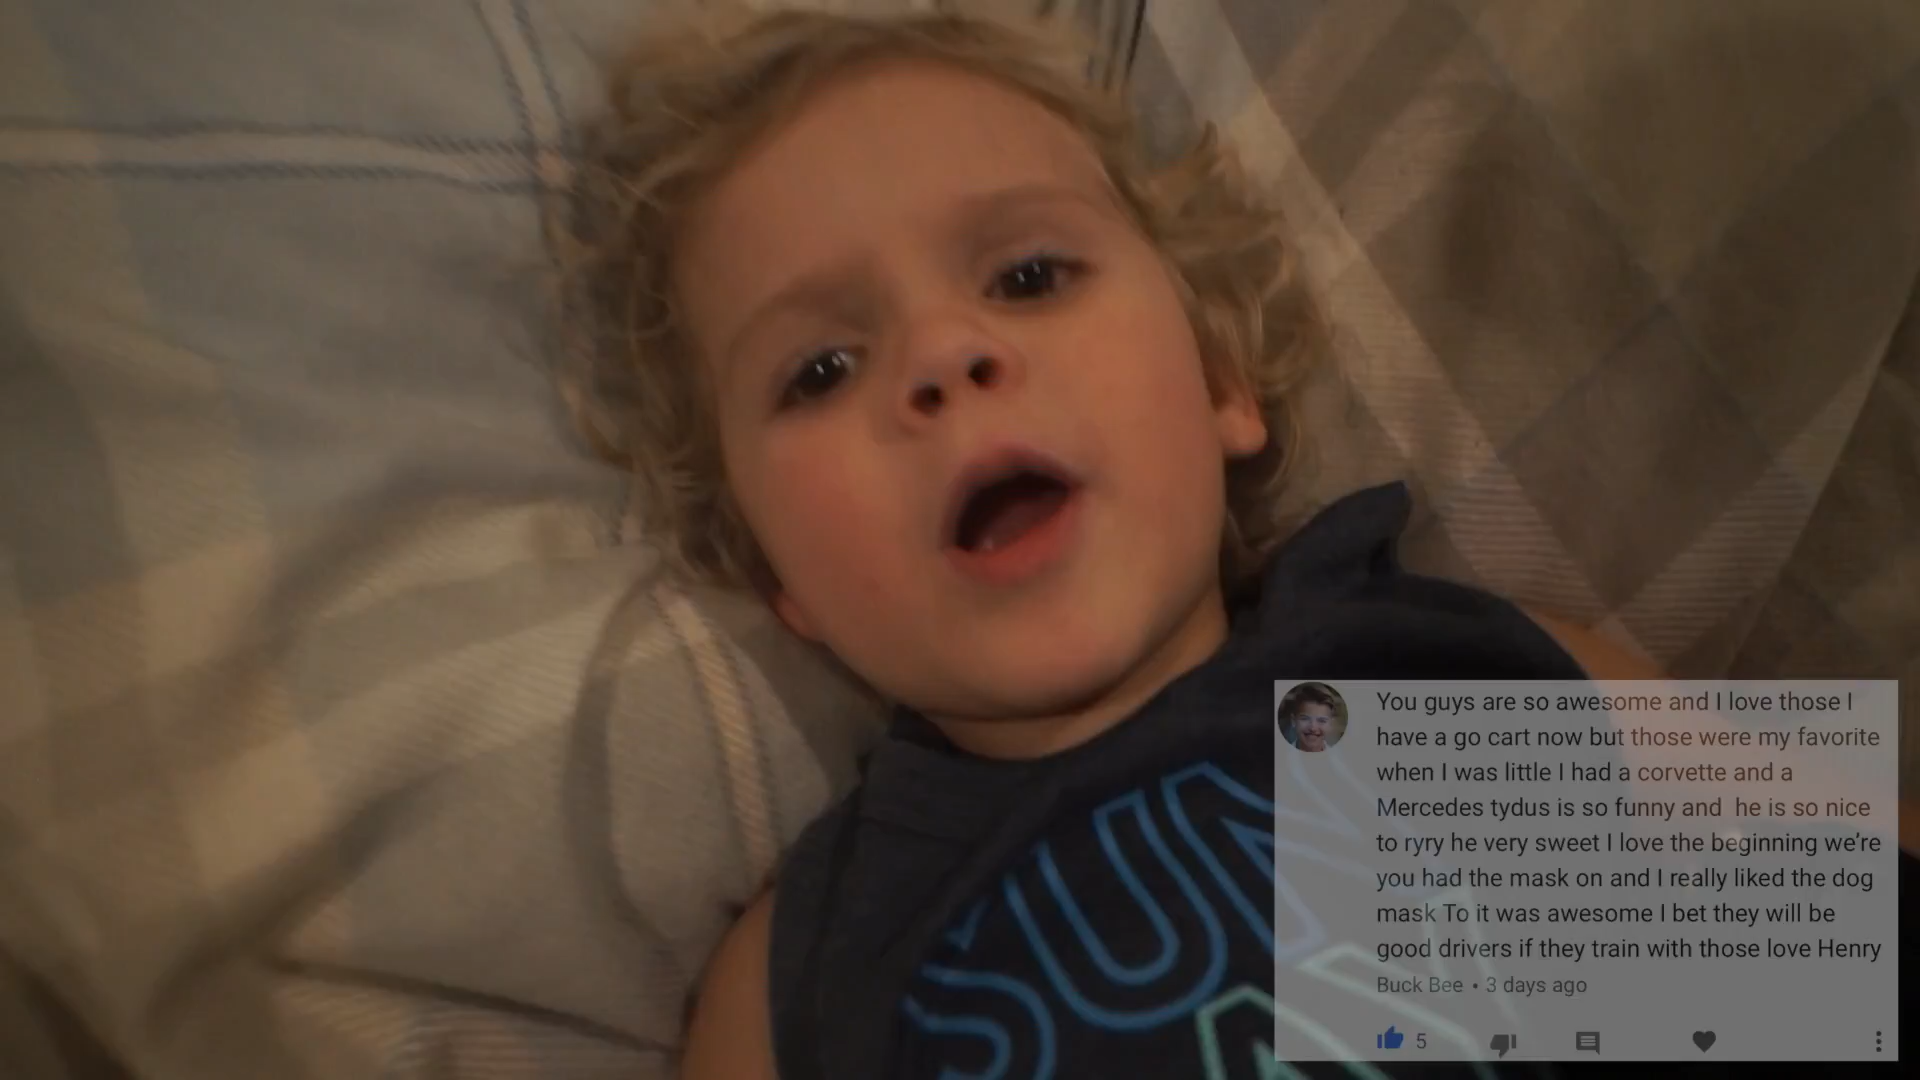 SUN
AY
You guys are so awesome and I love those I
have a go cart now but those were my favorite
when I was little I had a corvette and a
Mercedes tydus is so funny and  he is so nice
to ryry he very sweet I love the beginning we’re
you had the mask on and I really liked the dog
mask To it was awesome I bet they will be
good drivers if they train with those love Henry
Buck Bee • 3 days ago
5